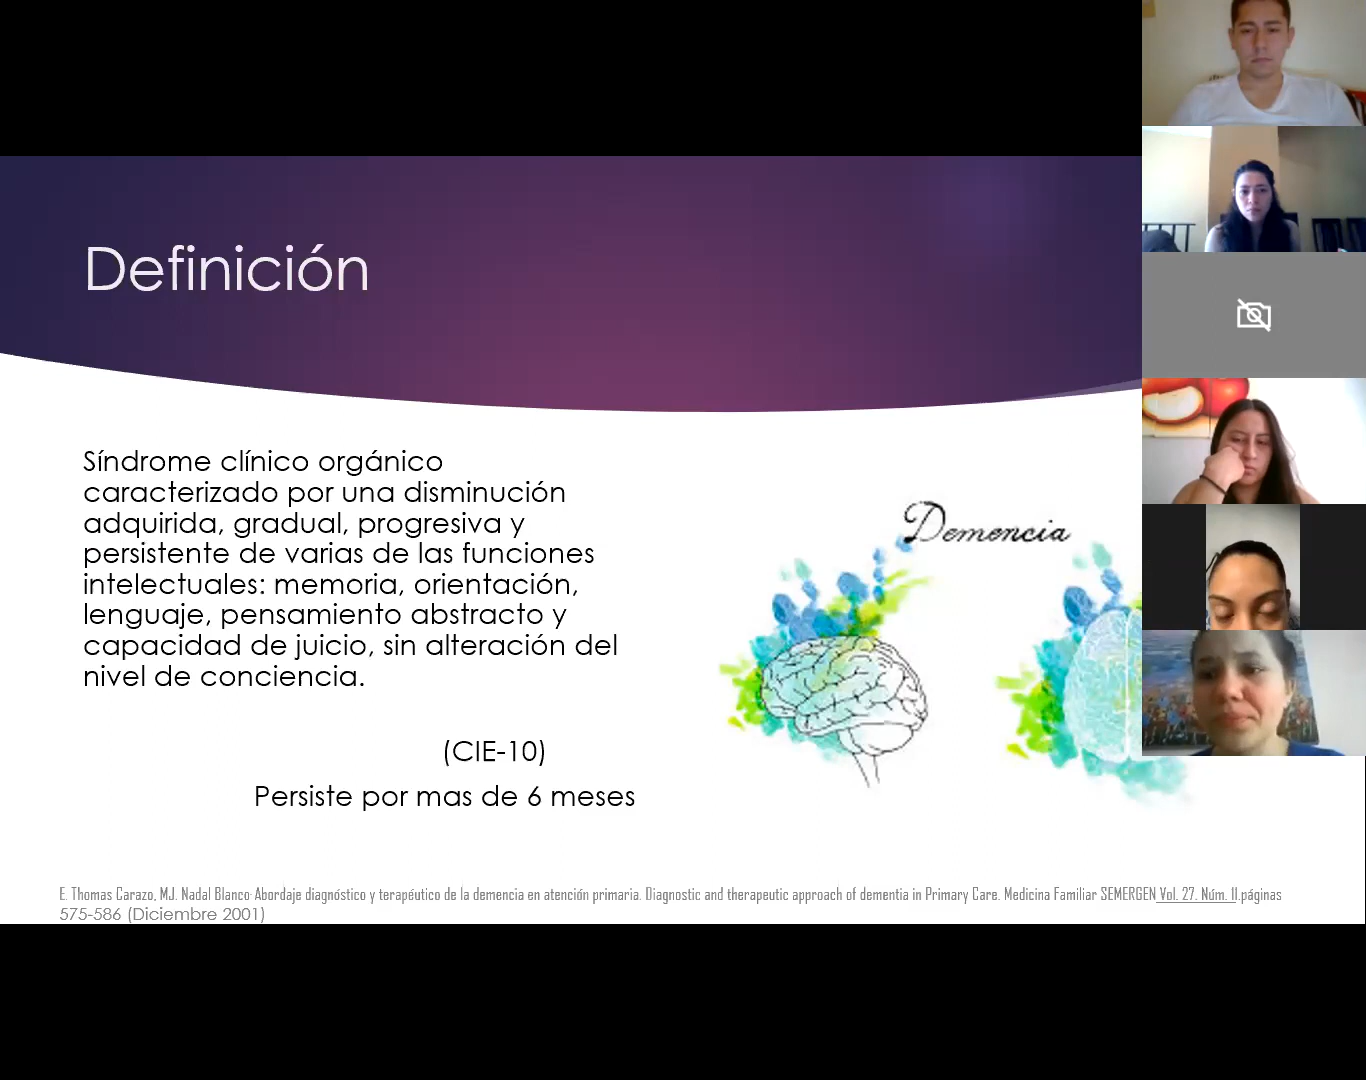 Definición
Síndrome clínico orgánico
caracterizado por una disminución
adquirida, gradual, progresiva y
persistente de varias de las funciones
intelectuales: memoria, orientación,
lenguaje, pensamiento abstracto y
capacidad de juicio, sin alteración del
nivel de conciencia.
(CIE-10)
Persiste por mas de 6 meses
Demencia
E. Thomas Carazo, MJ. Nadal Blanco· Abordaje diagnóstico y terapéutico de la demencia en atención primaria. Diagnostic and therapeutic approach of dementia in Primary Care. Medicina Familiar SEMERGEN Vol. 27. Núm. 11.páginas
575-586 (Diciembre 2001)